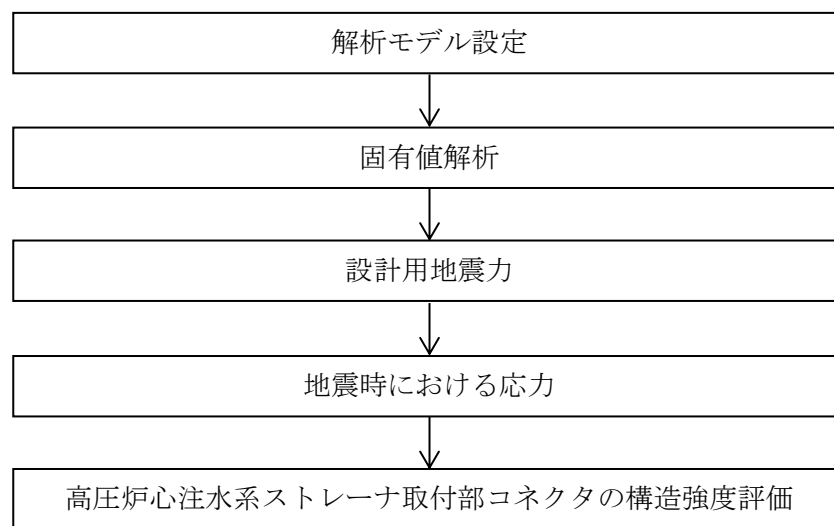 解析モデル設定
固有値解析
設計用地震力
地震時における応力
高圧炉心注水系ストレーナ取付部コネクタの構造強度評価